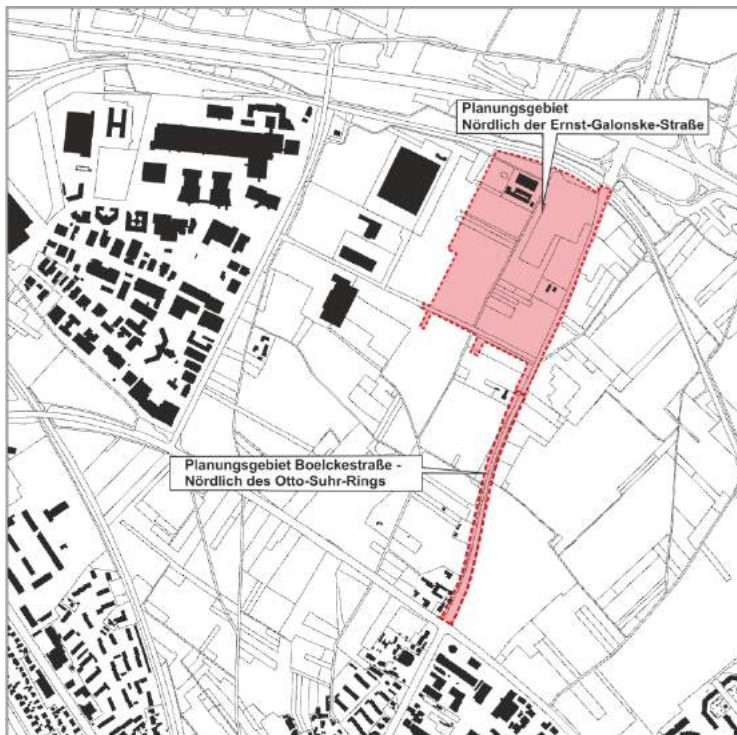 Planungsgebiet
Nördlich der Ernst-Galonske-Straße
Planungsgebiet Boelckestraße -
Nördlich des Otto-Suhr-Rings